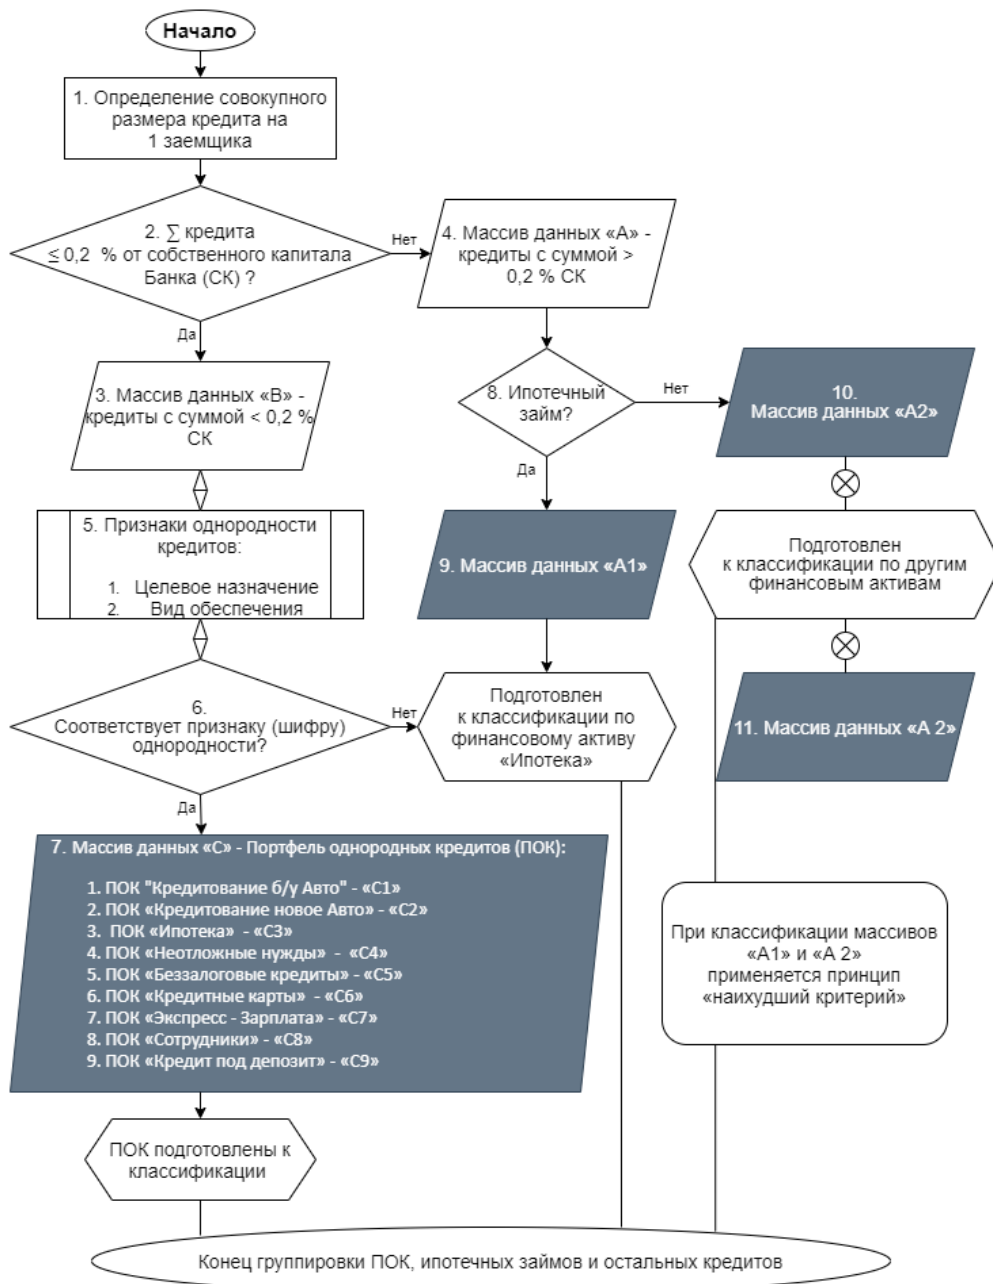 Начало
1. Определение совокупного
размера кредита на
1 заемщика
2. ∑ кредита
≤ 0,2 % от собственного капитала
Банка (СК) ?
Нет
4. Массив данных «А» -
кредиты с суммой >
0,2 % СК
Да
3. Массив данных «В» -
кредиты с суммой < 0,2 %
СК
8. Ипотечный
займ?
Нет
10.
Массив данных «А2»
Да
5. Признаки однородности
кредитов:
1. Целевое назначение
2. Вид обеспечения
9. Массив данных «А1»
Подготовлен
к классификации по другим
финансовым активам
6.
Соответствует признаку (шифру)
однородности?
Нет
Подготовлен
к классификации по
финансовому активу
«Ипотека»
11. Массив данных «А 2»
Да
7. Массив данных «С» - Портфель однородных кредитов (ПОК):
1. ПОК "Кредитование б/у Авто" - «С1»
2. ПОК «Кредитование новое Авто» - «С2»
3. ПОК «Ипотека» - «С3»
4. ПОК «Неотложные нужды» - «С4»
5. ПОК «Беззалоговые кредиты» - «С5»
6. ПОК «Кредитные карты» - «С6»
7. ПОК «Экспресс - Зарплата» - «С7»
8. ПОК «Сотрудники» - «С8»
9. ПОК «Кредит под депозит» - «С9»
При классификации массивов
«А1» и «А 2»
применяется принцип
«наихудший критерий»
ПОК подготовлены к
классификации
Конец группировки ПОК, ипотечных займов и остальных кредитов